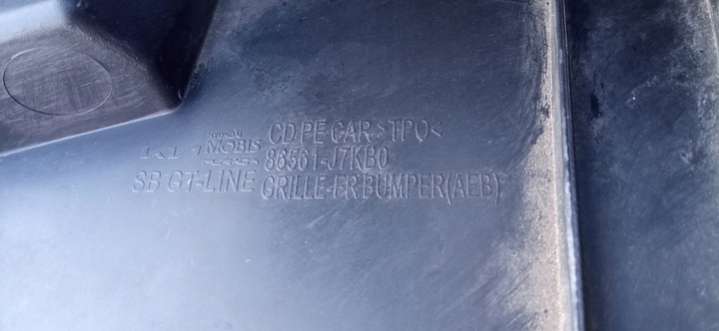 CD PE CAR >TPO<
MOBIS 86561-J7KB0
SB GT-LINE GRILLE-FR BUMPER(AEB)